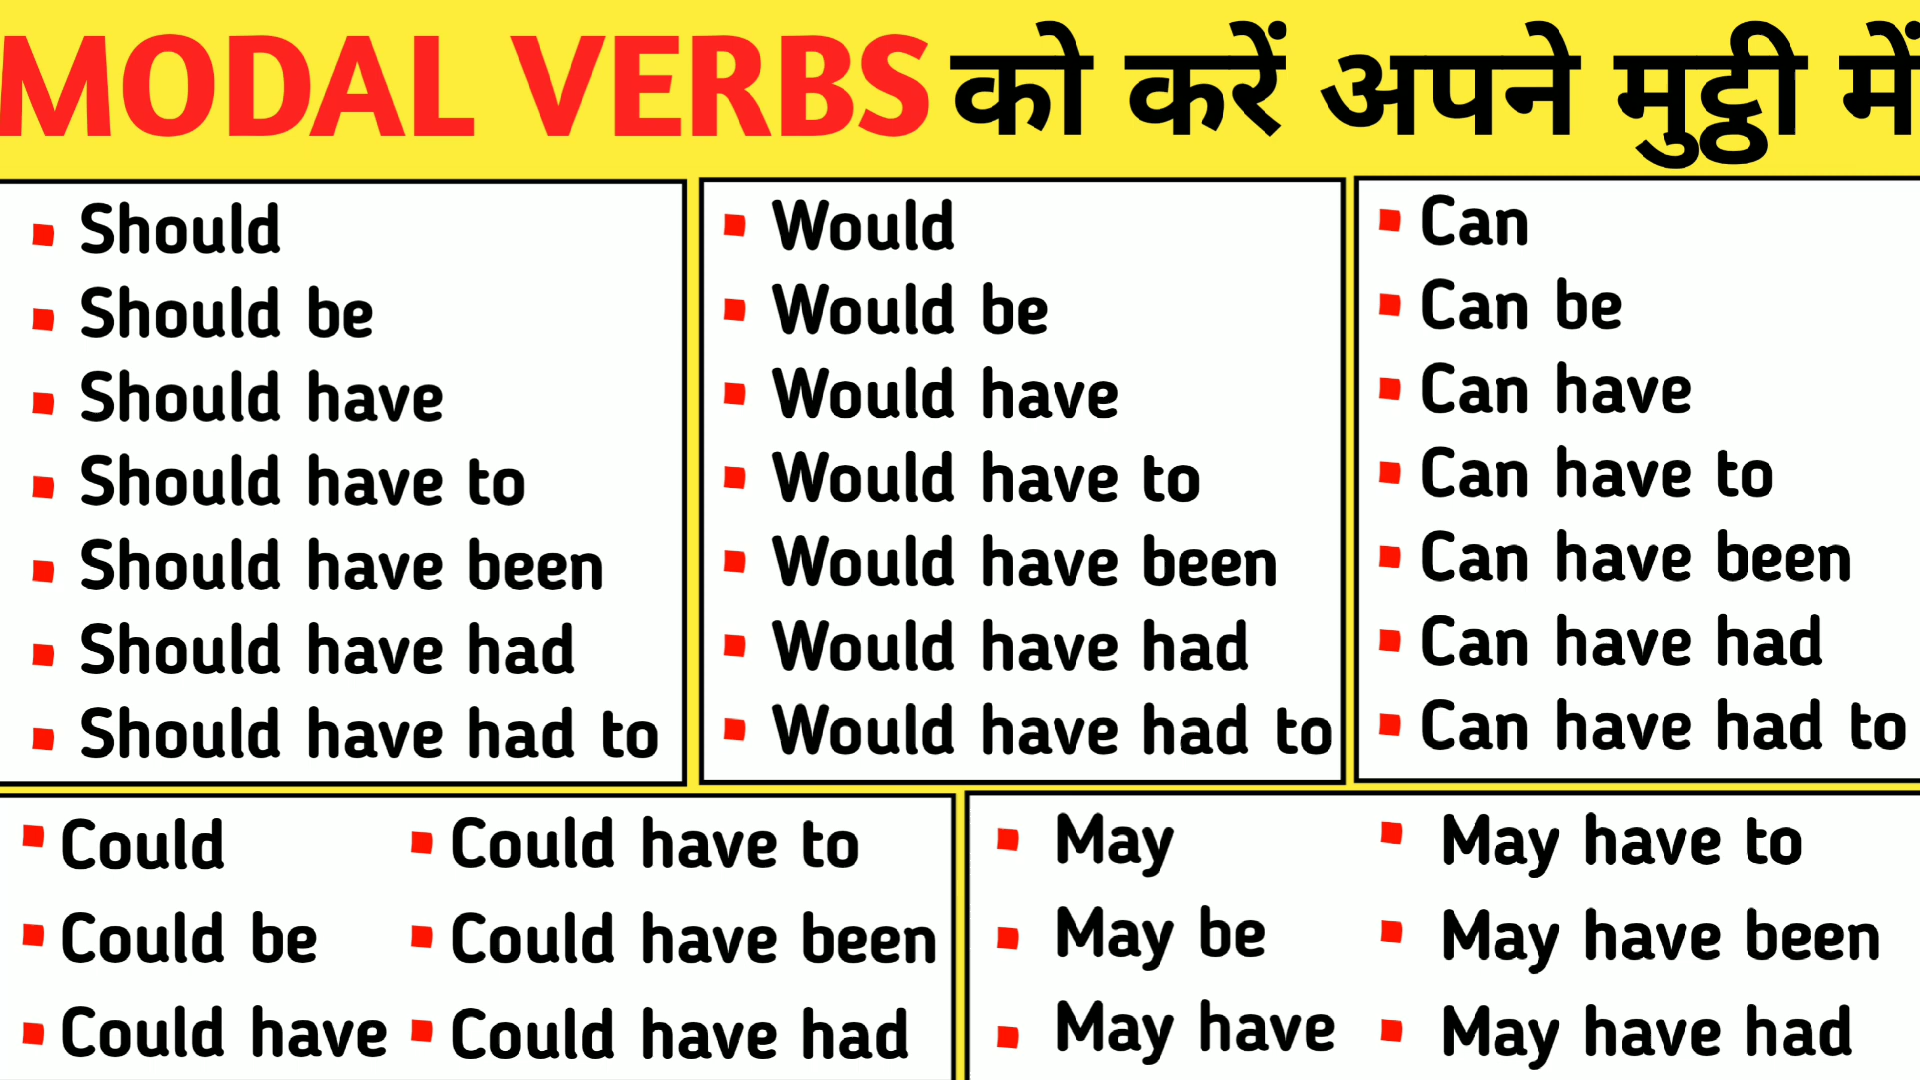 MODAL VERBS को करें अपने मुट्ठी में
Should
Should be
Should have
Should have to
Should have been
Should have had
Should have had to
Would
Would be
Would have
Would have to
Would have been
Would have had
Would have had to
Can
Can be
Can have
Can have to
Can have been
Can have had
Can have had to
Could
Could be
Could have
Could have to
Could have been
Could have had
May
May be
May have
May have to
May have been
May have had